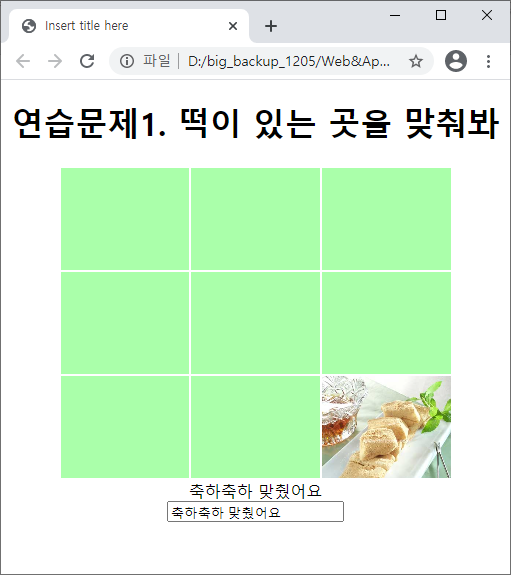 Insert title here
파일
D:/big_backup_1205/Web&Ap...
연습문제1. 떡이 있는 곳을 맞춰봐
축하축하 맞췄어요
축하축하 맞췄어요